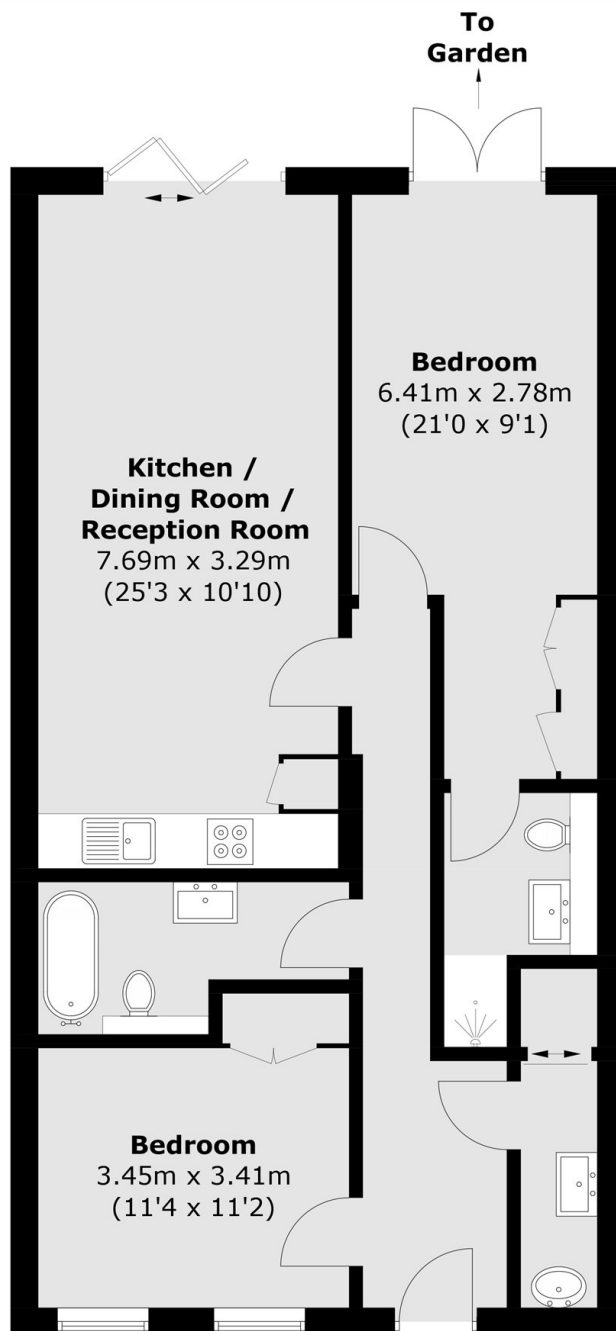 To
Garden
Bedroom
6.41m x 2.78m
(21'0 x 9'1)
Kitchen /
Dining Room /
Reception Room
7.69m x 3.29m
(25'3 x 10'10)
Bedroom
3.45m x 3.41m
(11'4 x 11'2)